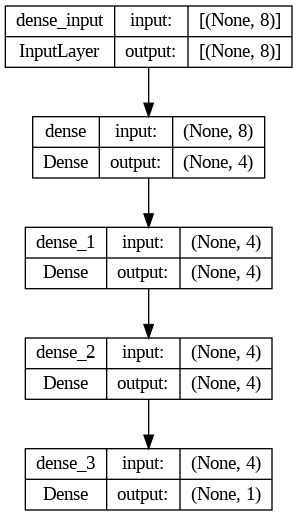 dense_input input: [(None, 8)]
InputLayer output: [(None, 8)]
dense input: (None, 8)
Dense output: (None, 4)
dense_1 input: (None, 4)
Dense output: (None, 4)
dense_2 input: (None, 4)
Dense output: (None, 4)
dense_3 input: (None, 4)
Dense output: (None, 1)